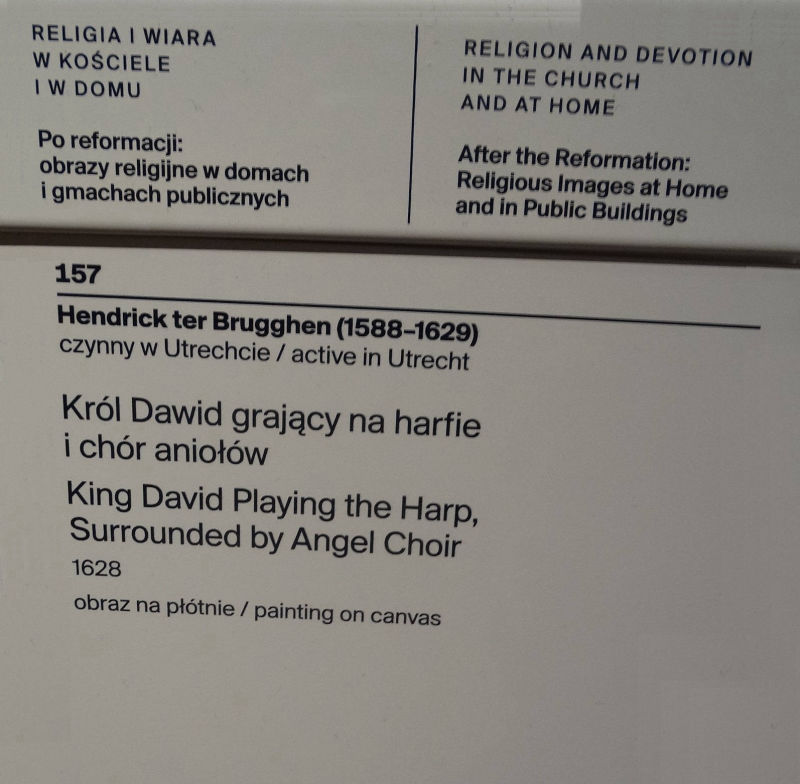 RELIGIA I WIARA
W KOŚCIELE
I W DOMU
Po reformacji:
obrazy religijne w domach
i gmachach publicznych
RELIGION AND DEVOTION
IN THE CHURCH
AND AT HOME
After the Reformation:
Religious Images at Home
and in Public Buildings
157
Hendrick ter Brugghen (1588–1629)
czynny w Utrechcie / active in Utrecht
Król Dawid grający na harfie
i chór aniołów
King David Playing the Harp,
Surrounded by Angel Choir
1628
obraz na płótnie / painting on canvas